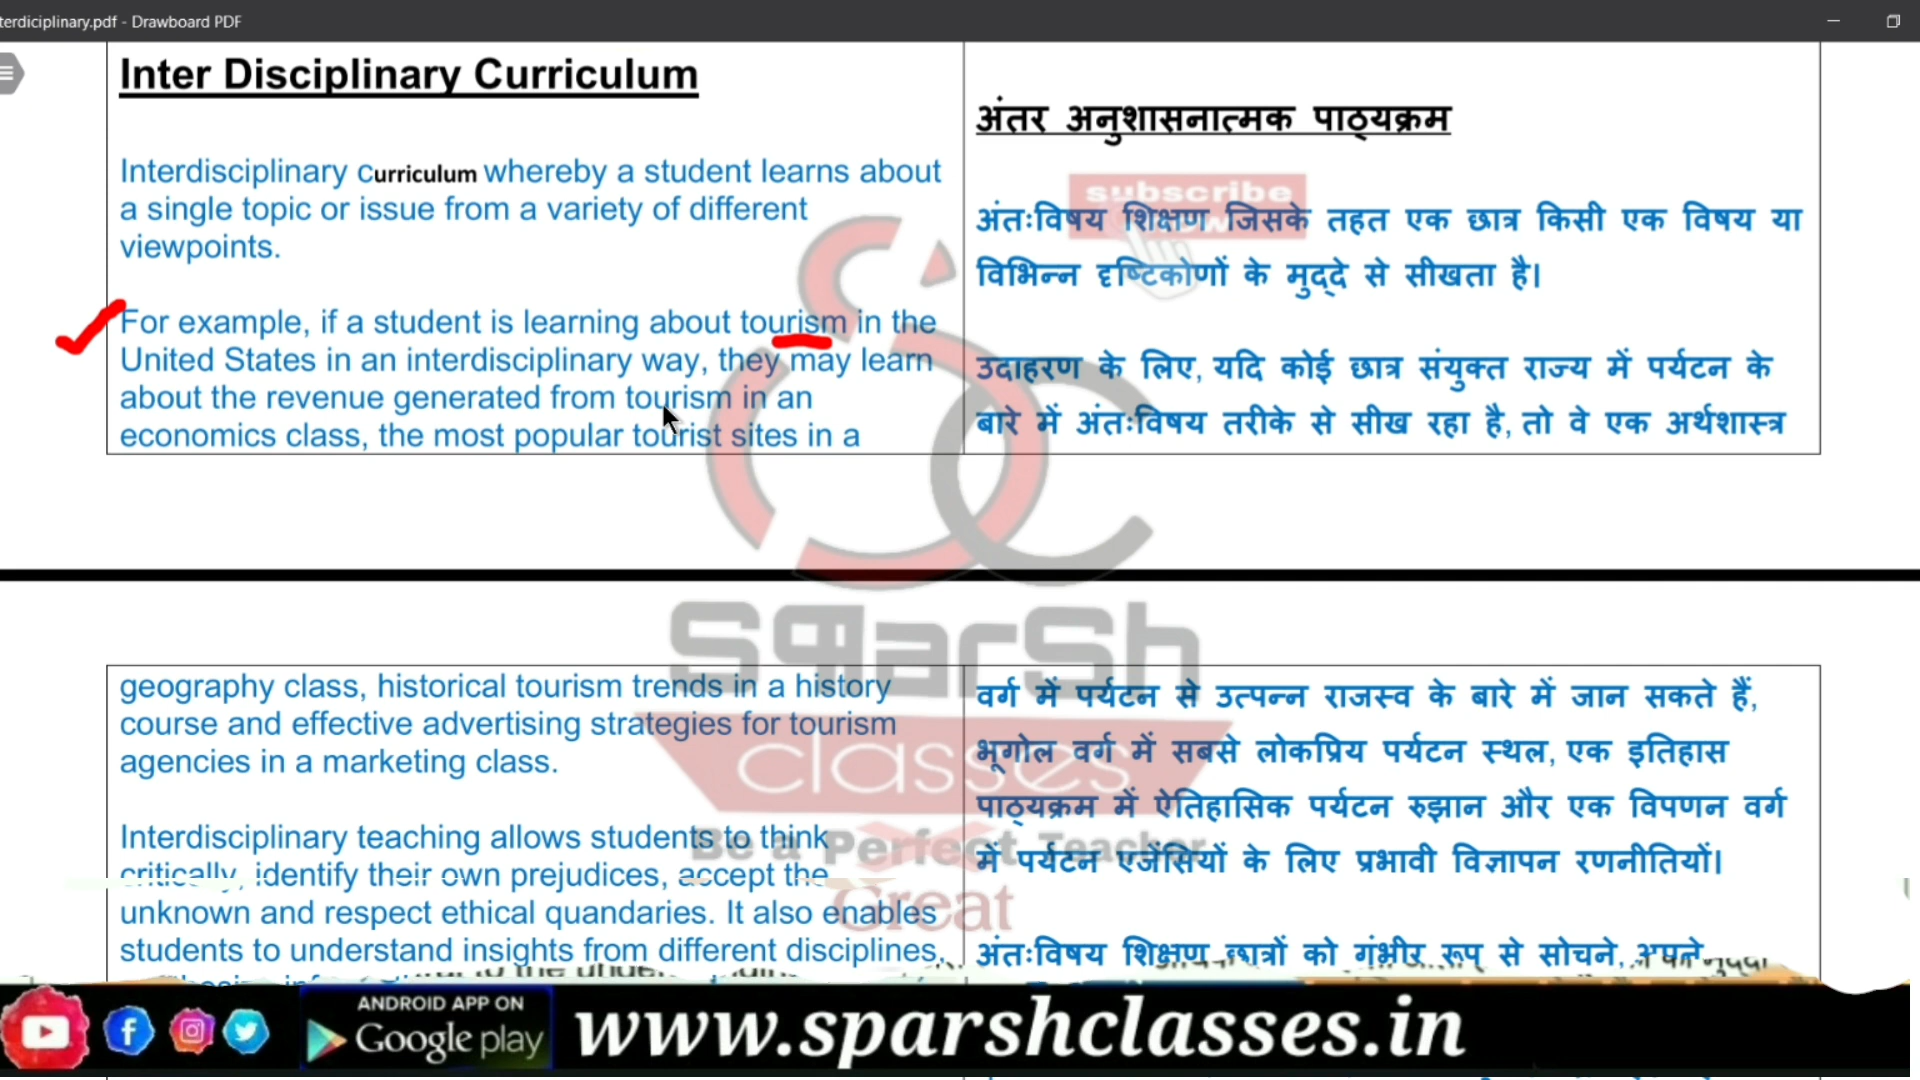 terdiciplinary.pdf - Drawboard PDF
Inter Disciplinary Curriculum
Interdisciplinary curriculum whereby a student learns about
a single topic or issue from a variety of different
viewpoints.
For example, if a student is learning about tourism in the
United States in an interdisciplinary way, they may learn
about the revenue generated from tourism in an
economics class, the most popular tourist sites in a
अंतर अनुशासनात्मक पाठ्यक्रम
subscribe
अंतःविषय शिक्षण जिसके तहत एक छात्र किसी एक विषय या
विभिन्न दृष्टिकोणों के मुद्दे से सीखता है।
उदाहरण के लिए, यदि कोई छात्र संयुक्त राज्य में पर्यटन के
बारे में अंतःविषय तरीके से सीख रहा है, तो वे एक अर्थशास्त्र
sparsh
classes
Be a Perfect Teacher
Great
geography class, historical tourism trends in a history
course and effective advertising strategies for tourism
agencies in a marketing class.
Interdisciplinary teaching allows students to think
critically, identify their own prejudices, accept the
unknown and respect ethical quandaries. It also enables
students to understand insights from different disciplines,
वर्ग में पर्यटन से उत्पन्न राजस्व के बारे में जान सकते हैं,
भूगोल वर्ग में सबसे लोकप्रिय पर्यटन स्थल, एक इतिहास
पाठ्यक्रम में ऐतिहासिक पर्यटन रुझान और एक विपणन वर्ग
में पर्यटन एजेंसियों के लिए प्रभावी विज्ञापन रणनीतियों।
अंतःविषय शिक्षण छात्रों को गंभीर रूप से सोचने, अपने
ANDROID APP ON
Google play
www.sparshclasses.in